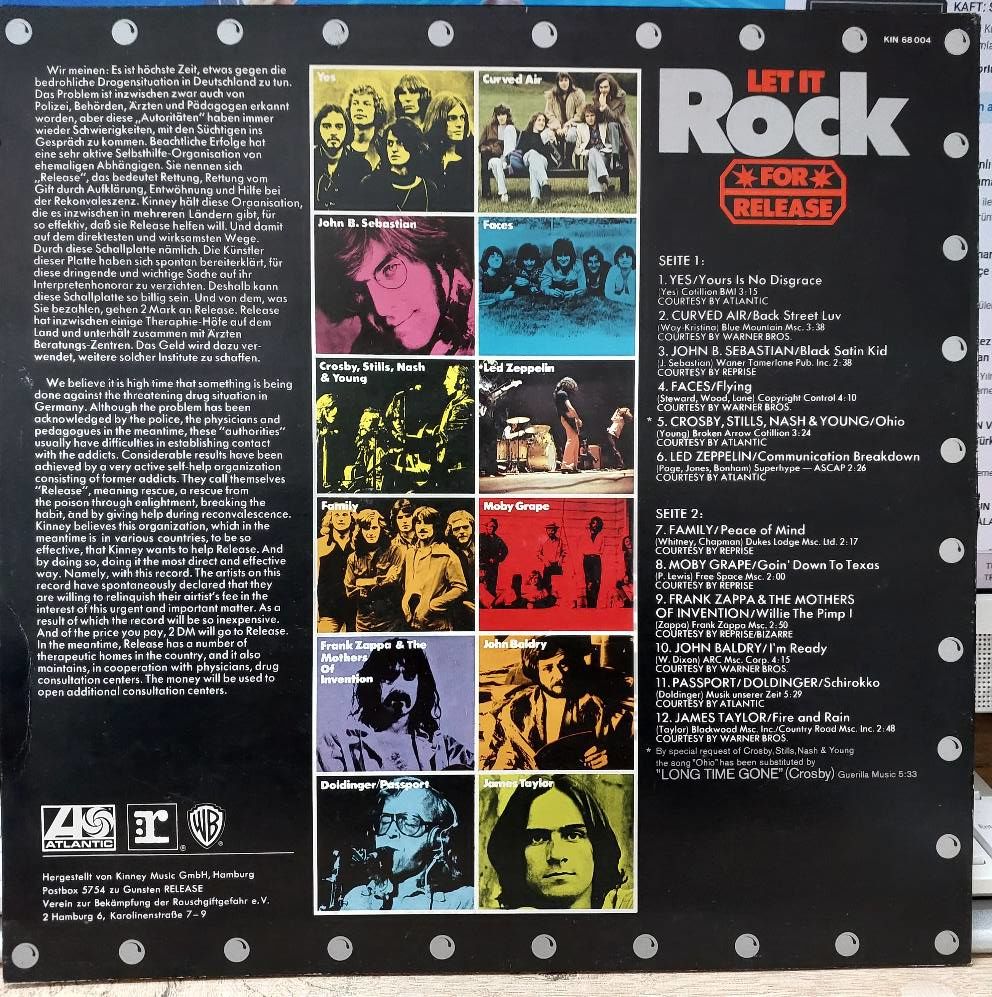 KIN 68 004
Wir meinen: Es ist höchste Zeit, etwas gegen die
bedrohliche Drogensituation in Deutschland zu tun.
Das Problem ist inzwischen zwar auch von
Polizei, Behörden, Ärzten und Pädagogen erkannt
worden, aber diese „Autoritäten" haben immer
wieder Schwierigkeiten, mit den Süchtigen ins
Gespräch zu kommen. Beachtliche Erfolge hat
eine sehr aktive Selbsthilfe-Organisation von
ehemaligen Abhängigen. Sie nennen sich
„Release", das bedeutet Rettung, Rettung vom
Gift durch Aufklärung, Entwöhnung und Hilfe bei
der Rekonvaleszenz. Kinney hält diese Organisation,
die es inzwischen in mehreren Ländern gibt, für
so effektiv, daß sie Release helfen will. Und damit
auf dem direktesten und wirksamsten Wege.
Durch diese Schallplatte nämlich. Die Künstler
dieser Platte haben sich spontan bereiterklärt, für
diese dringende und wichtige Sache auf ihr
Interpretenhonorar zu verzichten. Deshalb kann
diese Schallplatte so billig sein. Und von dem, was
Sie bezahlen, gehen 2 Mark an Release. Release
hat inzwischen einige Theraphie-Höfe auf dem
Land und unterhält zusammen mit Ärzten
Beratungs-Zentren. Das Geld wird dazu ver-
wendet, weitere solcher Institute zu schaffen.
We believe it is high time that something is being
done against the threatening drug situation in
Germany. Although the problem has been
acknowledged by the police, the physicians and
pedagogues in the meantime, these "authorities"
usually have difficulties in establishing contact
with the addicts. Considerable results have been
achieved by a very active self-help organization
consisting of former addicts. They call themselves
"Release", meaning rescue, a rescue from
the poison through enlightment, breaking the
habit, and by giving help during reconvalescence.
Kinney believes this organization, which in the
meantime is in various countries, to be so
effective, that Kinney wants to help Release. And
by doing so, doing it the most direct and effective
way. Namely, with this record. The artists on this
record have spontaneously declared that they
are willing to relinquish their airtist's fee in the
interest of this urgent and important matter. As a
result of which the record will be so inexpensive.
And of the price you pay, 2 DM will go to Release.
In the meantime, Release has a number of
therapeutic homes in the country, and it also
maintains, in cooperation with physicians, drug
consultation centers. The money will be used to
open additional consultation centers.
ATLANTIC
r:
WB
Hergestellt von Kinney Music GmbH, Hamburg
Postbox 5754 zu Gunsten RELEASE
Verein zur Bekämpfung der Rauschgiftgefahr e.V.
2 Hamburg 6, Karolinenstraße 7–9
Yes
Curved Air
John B. Sebastian
Faces
Crosby, Stills, Nash
& Young
Led Zeppelin
Family
Moby Grape
Frank Zappa & The
Mothers
Of
Invention
John Baldry
Doldinger/Passport
James Taylor
LET IT
Rock
FOR
RELEASE
SEITE 1:
1. YES/Yours Is No Disgrace
(Yes) Cotillion BMI 3:15
COURTESY BY ATLANTIC
2. CURVED AIR/Back Street Luv
(Way-Kristina) Blue Mountain Msc. 3:38
COURTESY BY WARNER BROS.
3. JOHN B. SEBASTIAN/Black Satin Kid
(J. Sebastian) Waner Tamerlane Pub. Inc. 2:38
COURTESY BY REPRISE
4. FACES/Flying
(Steward, Wood, Lane) Copyright Control 4:10
COURTESY BY WARNER BROS.
* 5. CROSBY, STILLS, NASH & YOUNG/Ohio
(Young) Broken Arrow Cotillion 3:24
COURTESY BY ATLANTIC
6. LED ZEPPELIN/Communication Breakdown
(Page, Jones, Bonham) Superhype — ASCAP 2:26
COURTESY BY ATLANTIC
SEITE 2:
7. FAMILY/Peace of Mind
(Whitney, Chapman) Dukes Lodge Msc. Ltd. 2:17
COURTESY BY REPRISE
8. MOBY GRAPE/Goin' Down To Texas
(P. Lewis) Free Space Msc. 2:00
COURTESY BY REPRISE
9. FRANK ZAPPA & THE MOTHERS
OF INVENTION/Willie The Pimp I
(Zappa) Frank Zappa Msc. 2:50
COURTESY BY REPRISE/BIZARRE
10. JOHN BALDRY/I'm Ready
(W. Dixon) ARC Msc. Corp. 4:15
COURTESY BY WARNER BROS.
11. PASSPORT/DOLDINGER/Schirokko
(Doldinger) Musik unserer Zeit 5:29
COURTESY BY ATLANTIC
12. JAMES TAYLOR/Fire and Rain
(Taylor) Blackwood Msc. Inc./Country Road Msc. Inc. 2:48
COURTESY BY WARNER BROS.
* By special request of Crosby, Stills, Nash & Young
the song "Ohio" has been substituted by
"LONG TIME GONE" (Crosby) Guerilla Music 5:33
KAFT: